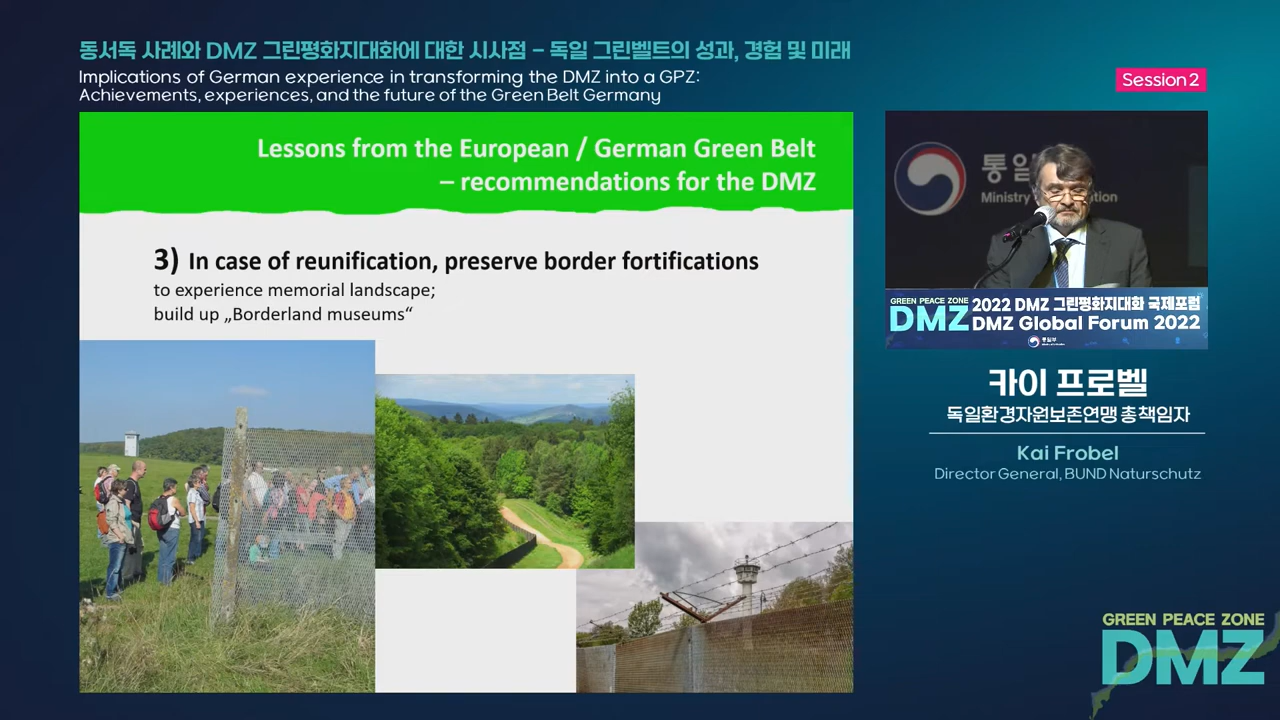 동서독 사례와 DMZ 그린평화지대화에 대한 시사점 – 독일 그린벨트의 성과, 경험 및 미래
Implications of German experience in transforming the DMZ into a GPZ:
Achievements, experiences, and the future of the Green Belt Germany
Session 2
Lessons from the European / German Green Belt
– recommendations for the DMZ
3) In case of reunification, preserve border fortifications
to experience memorial landscape;
build up „Borderland museums“
통일
Ministry
GREEN PEACE ZONE
DMZ
2022 DMZ 그린평화지대화 국제포럼
DMZ Global Forum 2022
통일부
카이 프로벨
독일환경자원보존연맹 총책임자
Kai Frobel
Director General, BUND Naturschutz
GREEN PEACE ZONE
DMZ